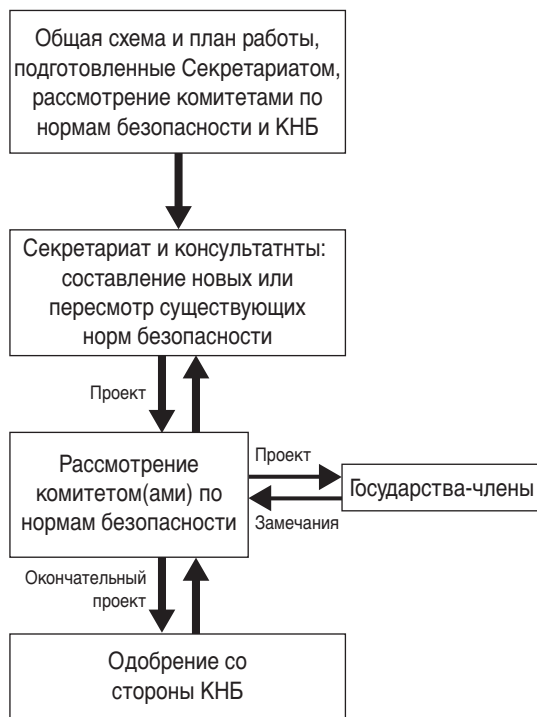 Общая схема и план работы,
подготовленные Секретариатом,
рассмотрение комитетами по
нормам безопасности и КНБ
Секретариат и консультатнты:
составление новых или
пересмотр существующих
норм безопасности
Проект
Рассмотрение
комитетом(ами) по
нормам безопасности
Проект
Государства-члены
Замечания
Окончательный
проект
Одобрение со
стороны КНБ